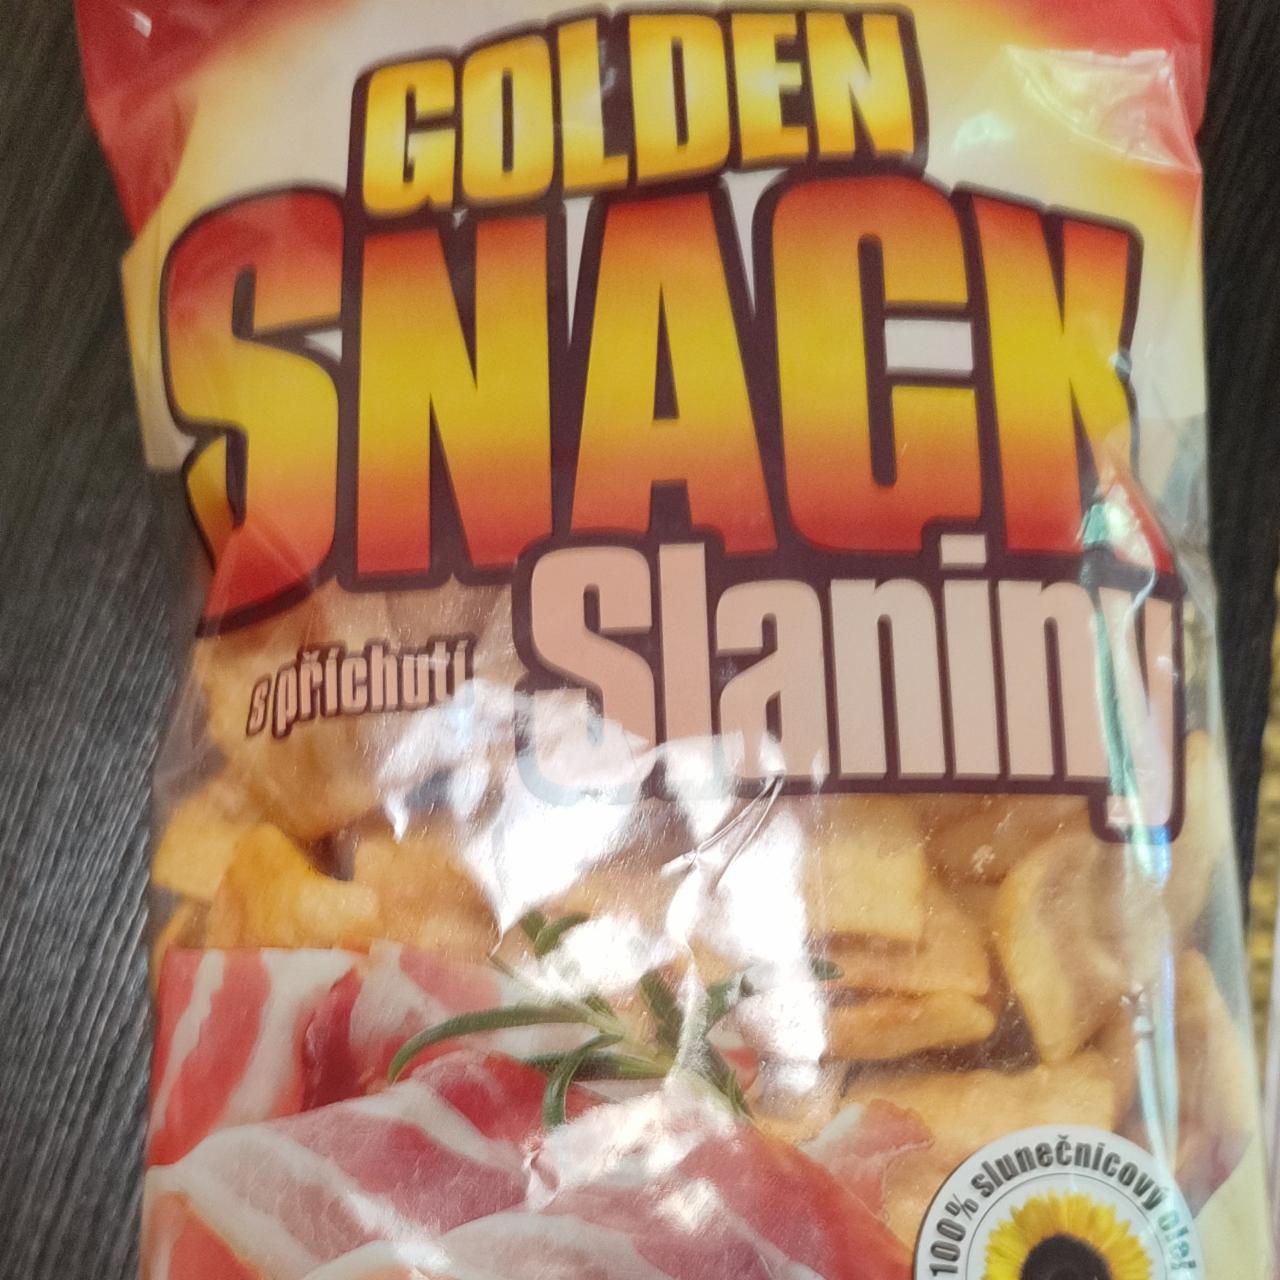 GOLDEN
SNACK
s příchutí
Slaniny
100% slunečnicový olej